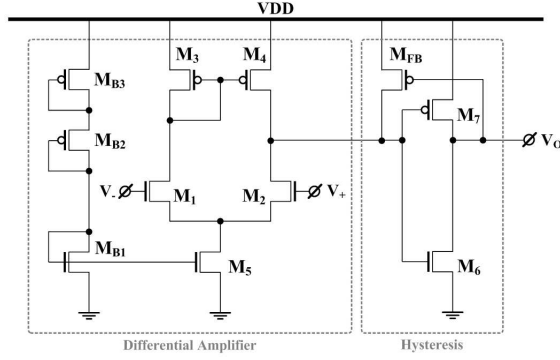 VDD
M3
M4
MFB
MB3
M7
MB2
VO
V-
M1
M2
V+
MB1
M5
M6
Differential Amplifier
Hysteresis